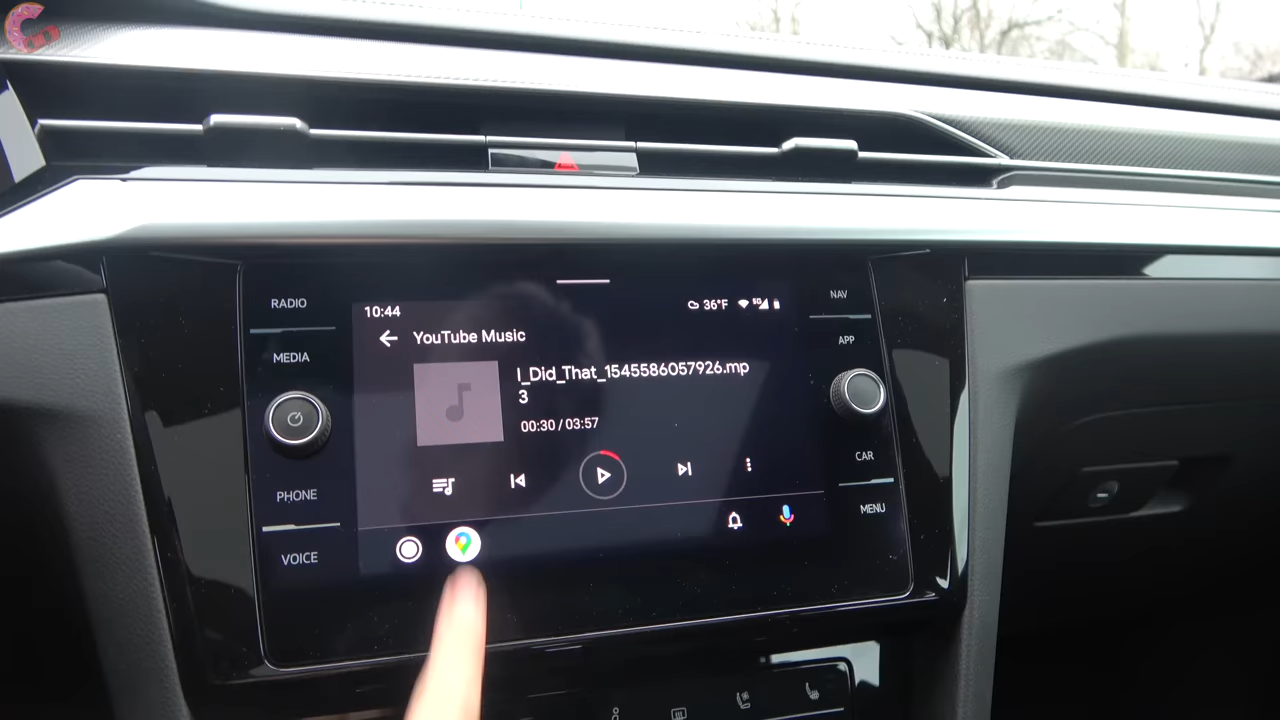 RADIO
MEDIA
PHONE
VOICE
10:44
36°F
5G
YouTube Music
I_Did_That_1545586057926.mp
3
00:30 / 03:57
NAV
APP
CAR
MENU